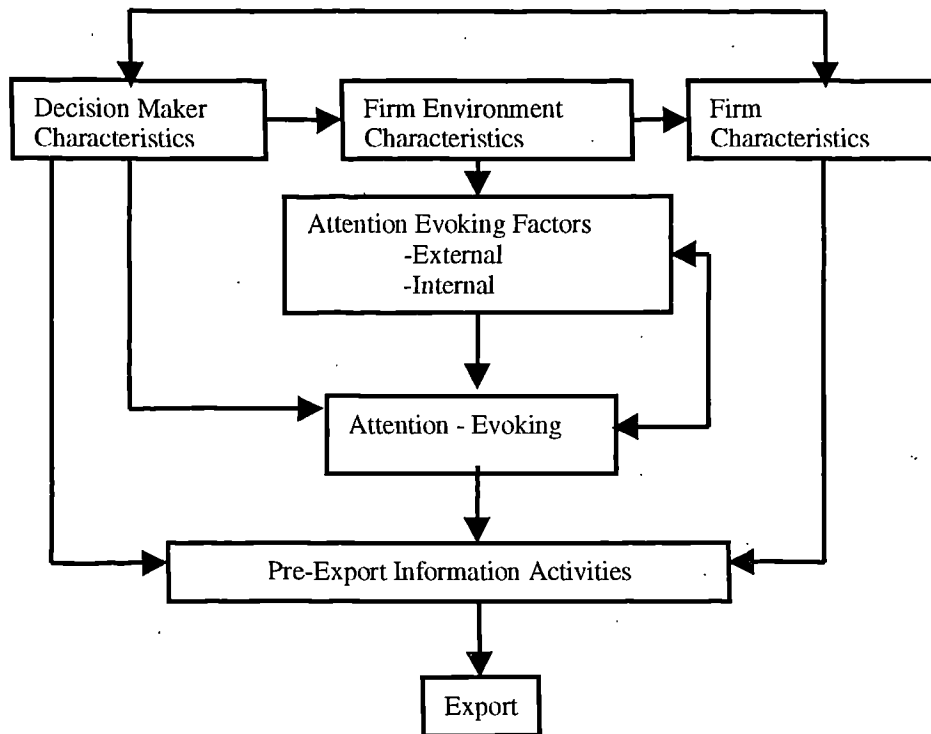 Decision Maker
Characteristics
Firm Environment
Characteristics
Firm
Characteristics
Attention Evoking Factors
-External
-Internal
Attention - Evoking
Pre-Export Information Activities
Export